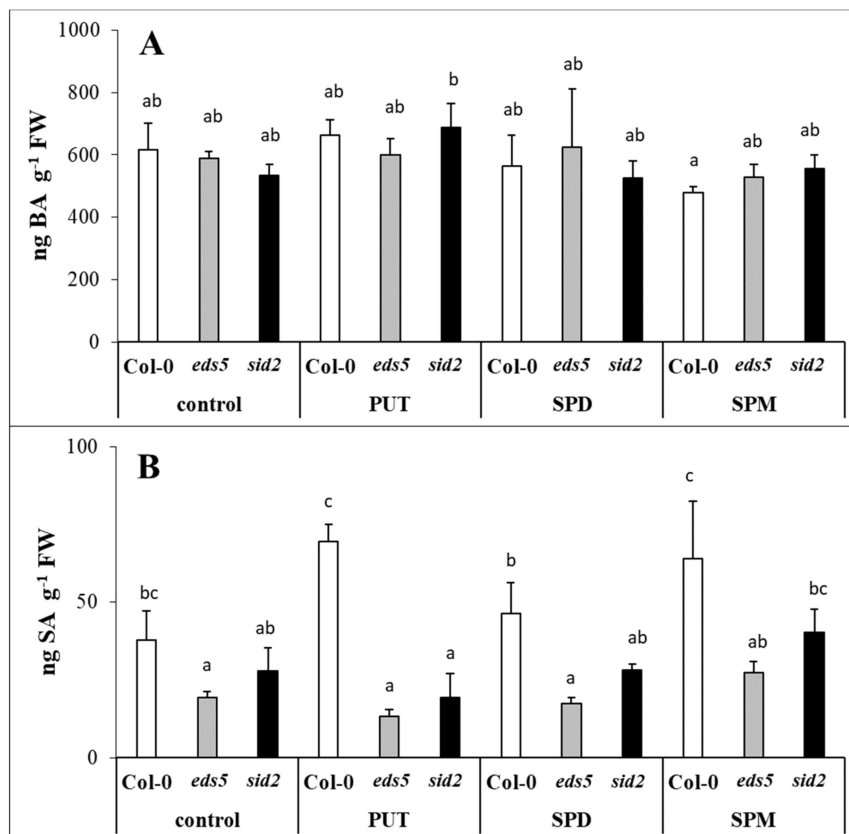 A
ng BA g⁻¹ FW
1000
800
600
400
200
0
ab ab ab ab ab b ab ab ab a ab ab
Col-0 eds5 sid2 Col-0 eds5 sid2 Col-0 eds5 sid2 Col-0 eds5 sid2
control PUT SPD SPM
B
ng SA g⁻¹ FW
100
50
0
bc a ab c a a b a ab c ab bc
Col-0 eds5 sid2 Col-0 eds5 sid2 Col-0 eds5 sid2 Col-0 eds5 sid2
control PUT SPD SPM